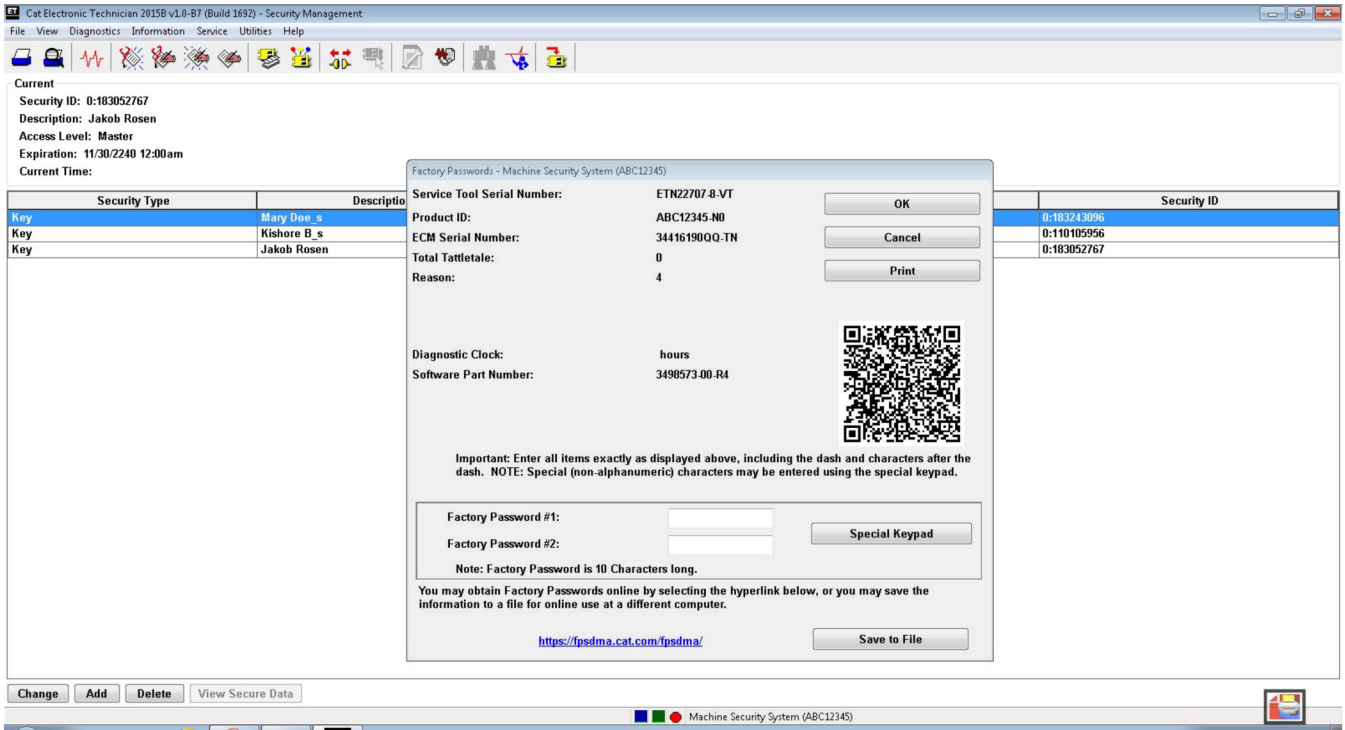 ET Cat Electronic Technician 2015B v1.0-B7 (Build 1692) - Security Management
File View Diagnostics Information Service Utilities Help
Current
Security ID: 0:183052767
Description: Jakob Rosen
Access Level: Master
Expiration: 11/30/2240 12:00am
Current Time:
Security Type Descriptio Security ID
Key Mary Doe_s 0:183243096
Key Kishore B_s 0:110105956
Key Jakob Rosen 0:183052767
Factory Passwords - Machine Security System (ABC12345)
Service Tool Serial Number: ETN22707-8-VT OK
Product ID: ABC12345-N0
ECM Serial Number: 34416190QQ-TN Cancel
Total Tattletale: 0
Reason: 4 Print
Diagnostic Clock: hours
Software Part Number: 3498573-00-R4
Important: Enter all items exactly as displayed above, including the dash and characters after the
dash. NOTE: Special (non-alphanumeric) characters may be entered using the special keypad.
Factory Password #1:
Special Keypad
Factory Password #2:
Note: Factory Password is 10 Characters long.
You may obtain Factory Passwords online by selecting the hyperlink below, or you may save the
information to a file for online use at a different computer.
https://fpsdma.cat.com/fpsdma/ Save to File
Change Add Delete View Secure Data
Machine Security System (ABC12345)